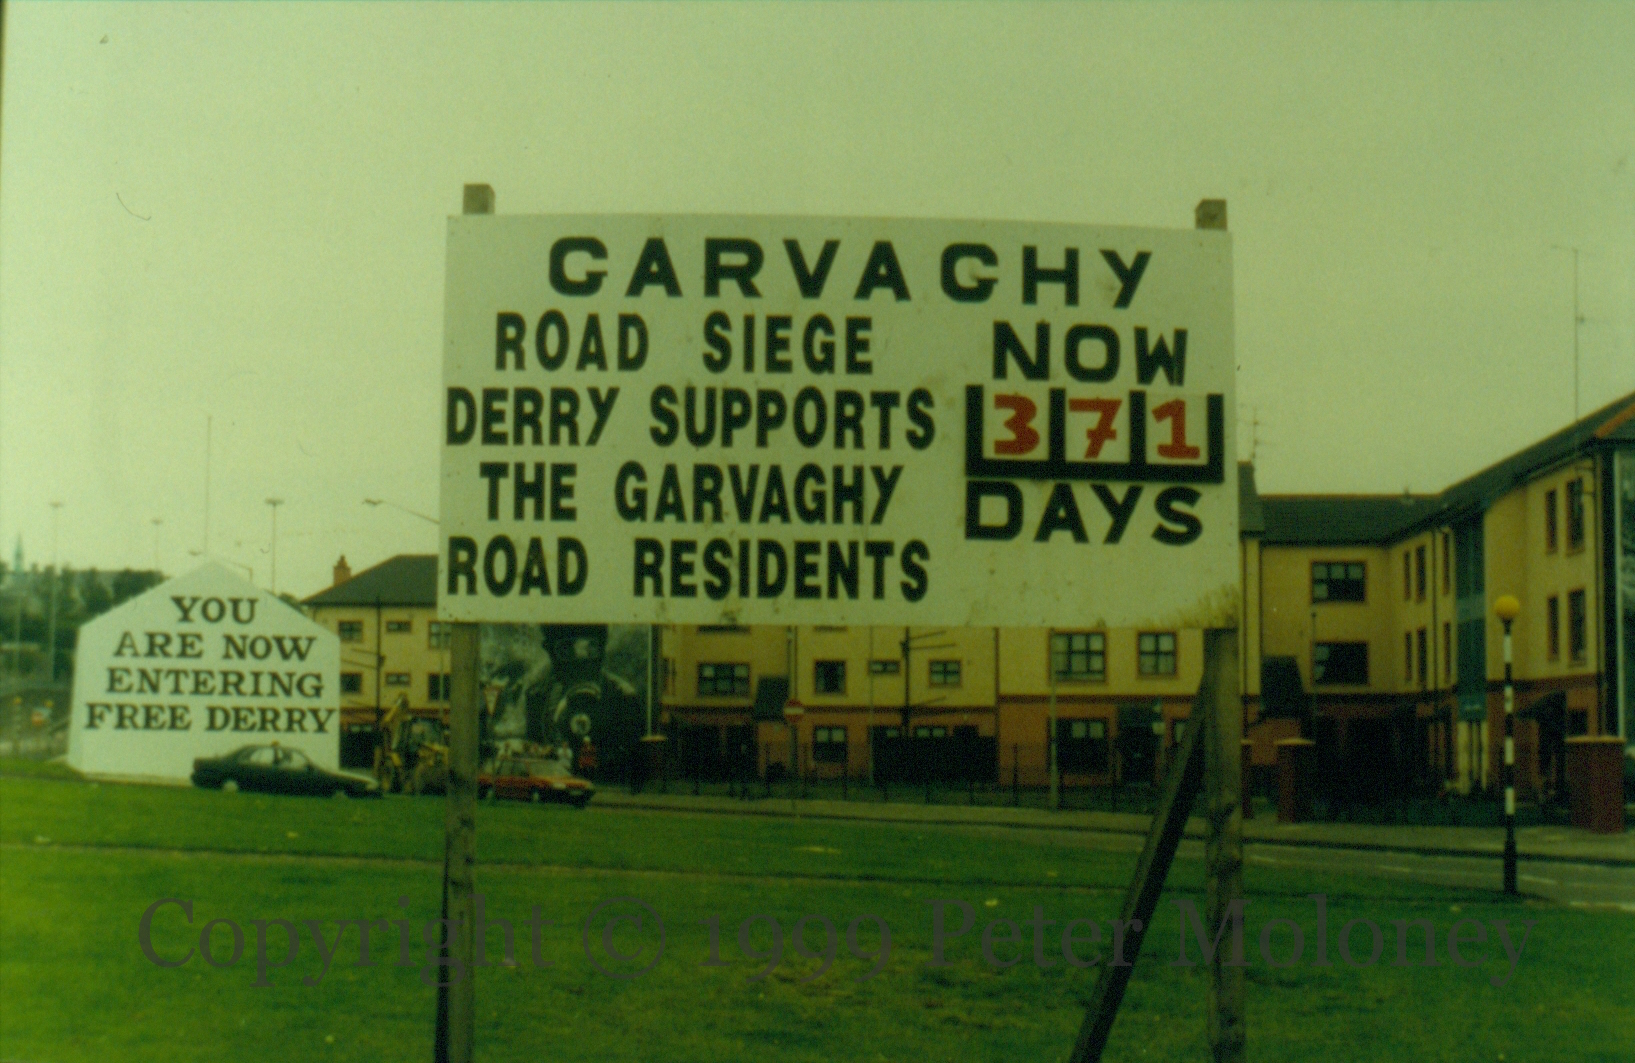 GARVAGHY
ROAD SIEGE NOW
DERRY SUPPORTS 371
THE GARVAGHY DAYS
ROAD RESIDENTS
YOU
ARE NOW
ENTERING
FREE DERRY
Copyright © 1999 Peter Moloney